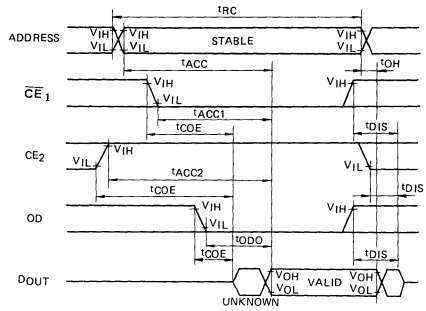 tRC
ADDRESS VIH VIL VIH VIL STABLE VIH VIL
tACC tOH
CE1 VIH VIL VIH
tACC1 tDIS
tCOE
CE2 VIL VIH VIL
tACC2 tDIS
tCOE
OD VIH VIL VIH
tODO
tCOE tDIS
DOUT VOH VOL VALID VOH VOL
UNKNOWN